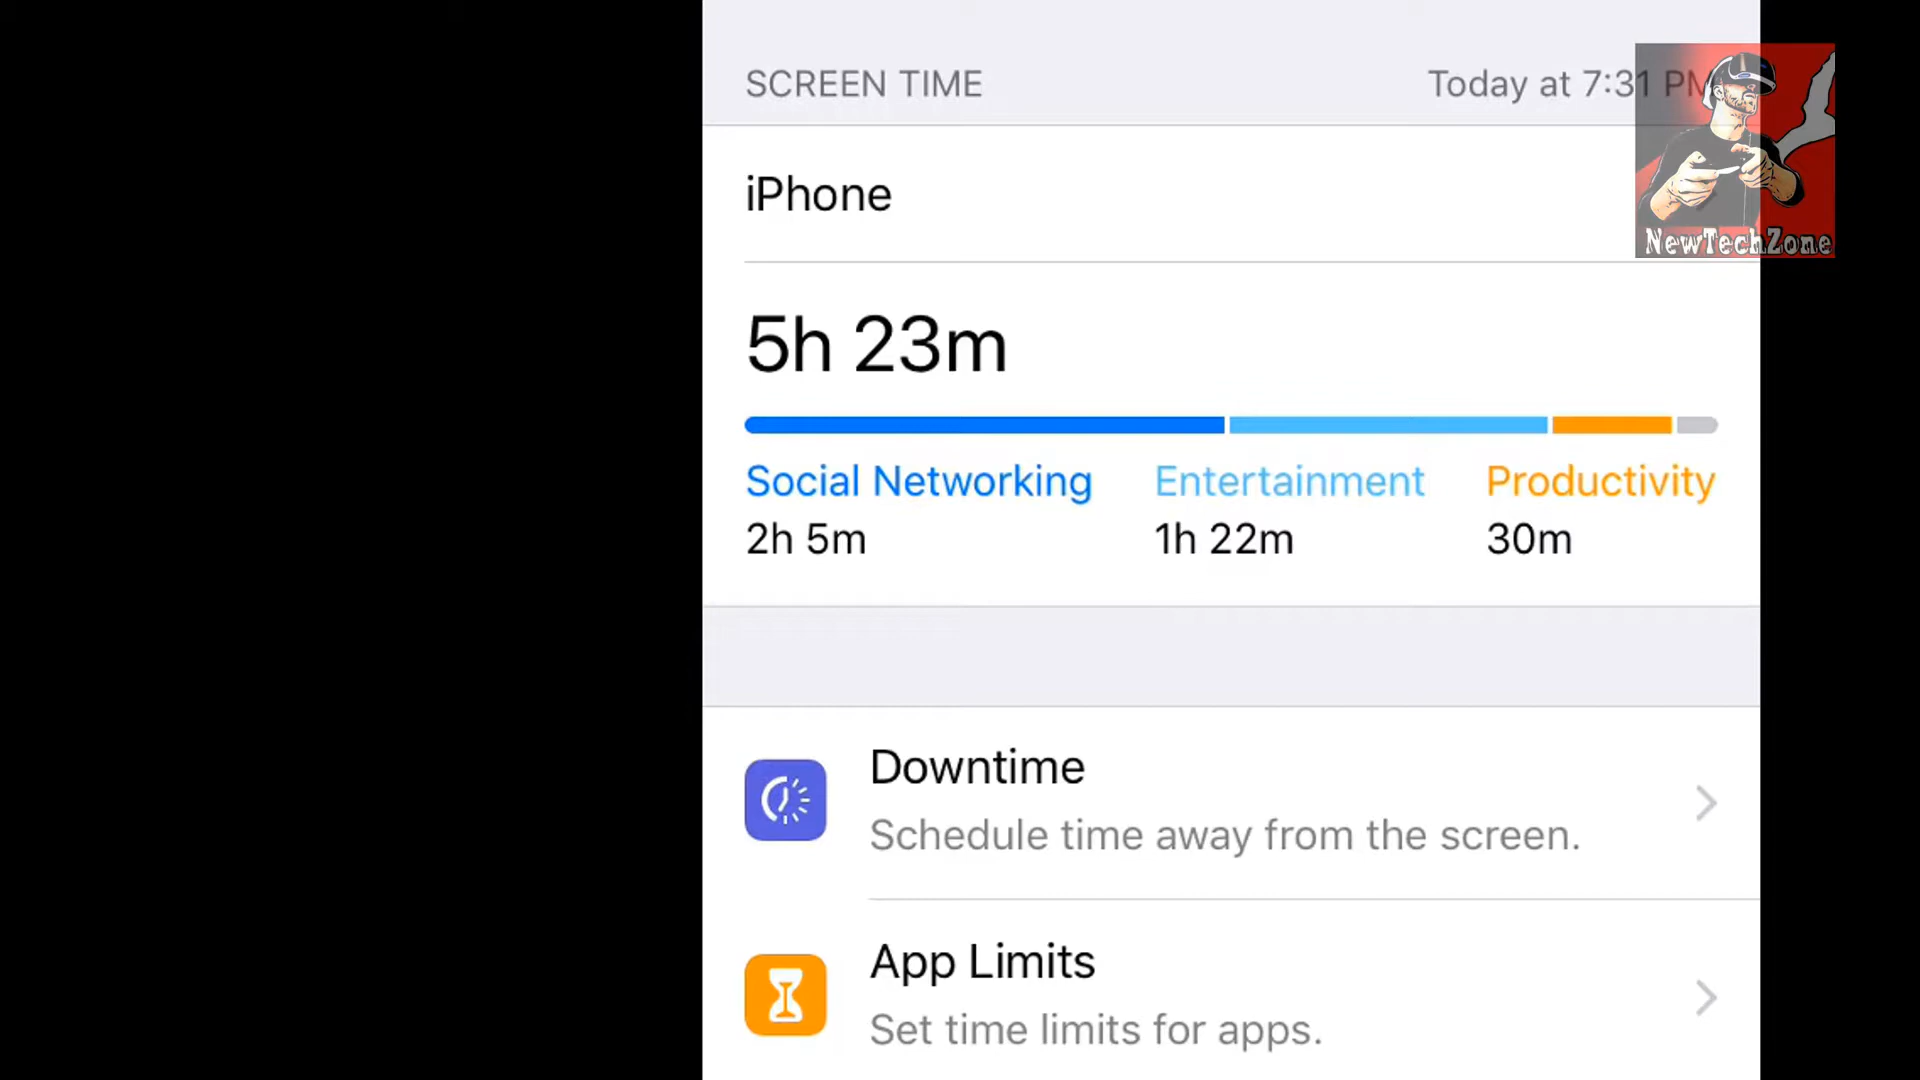 SCREEN TIME Today at 7:31 PM
iPhone
NewTechZone
5h 23m
Social Networking Entertainment Productivity
2h 5m 1h 22m 30m
Downtime
Schedule time away from the screen.
App Limits
Set time limits for apps.